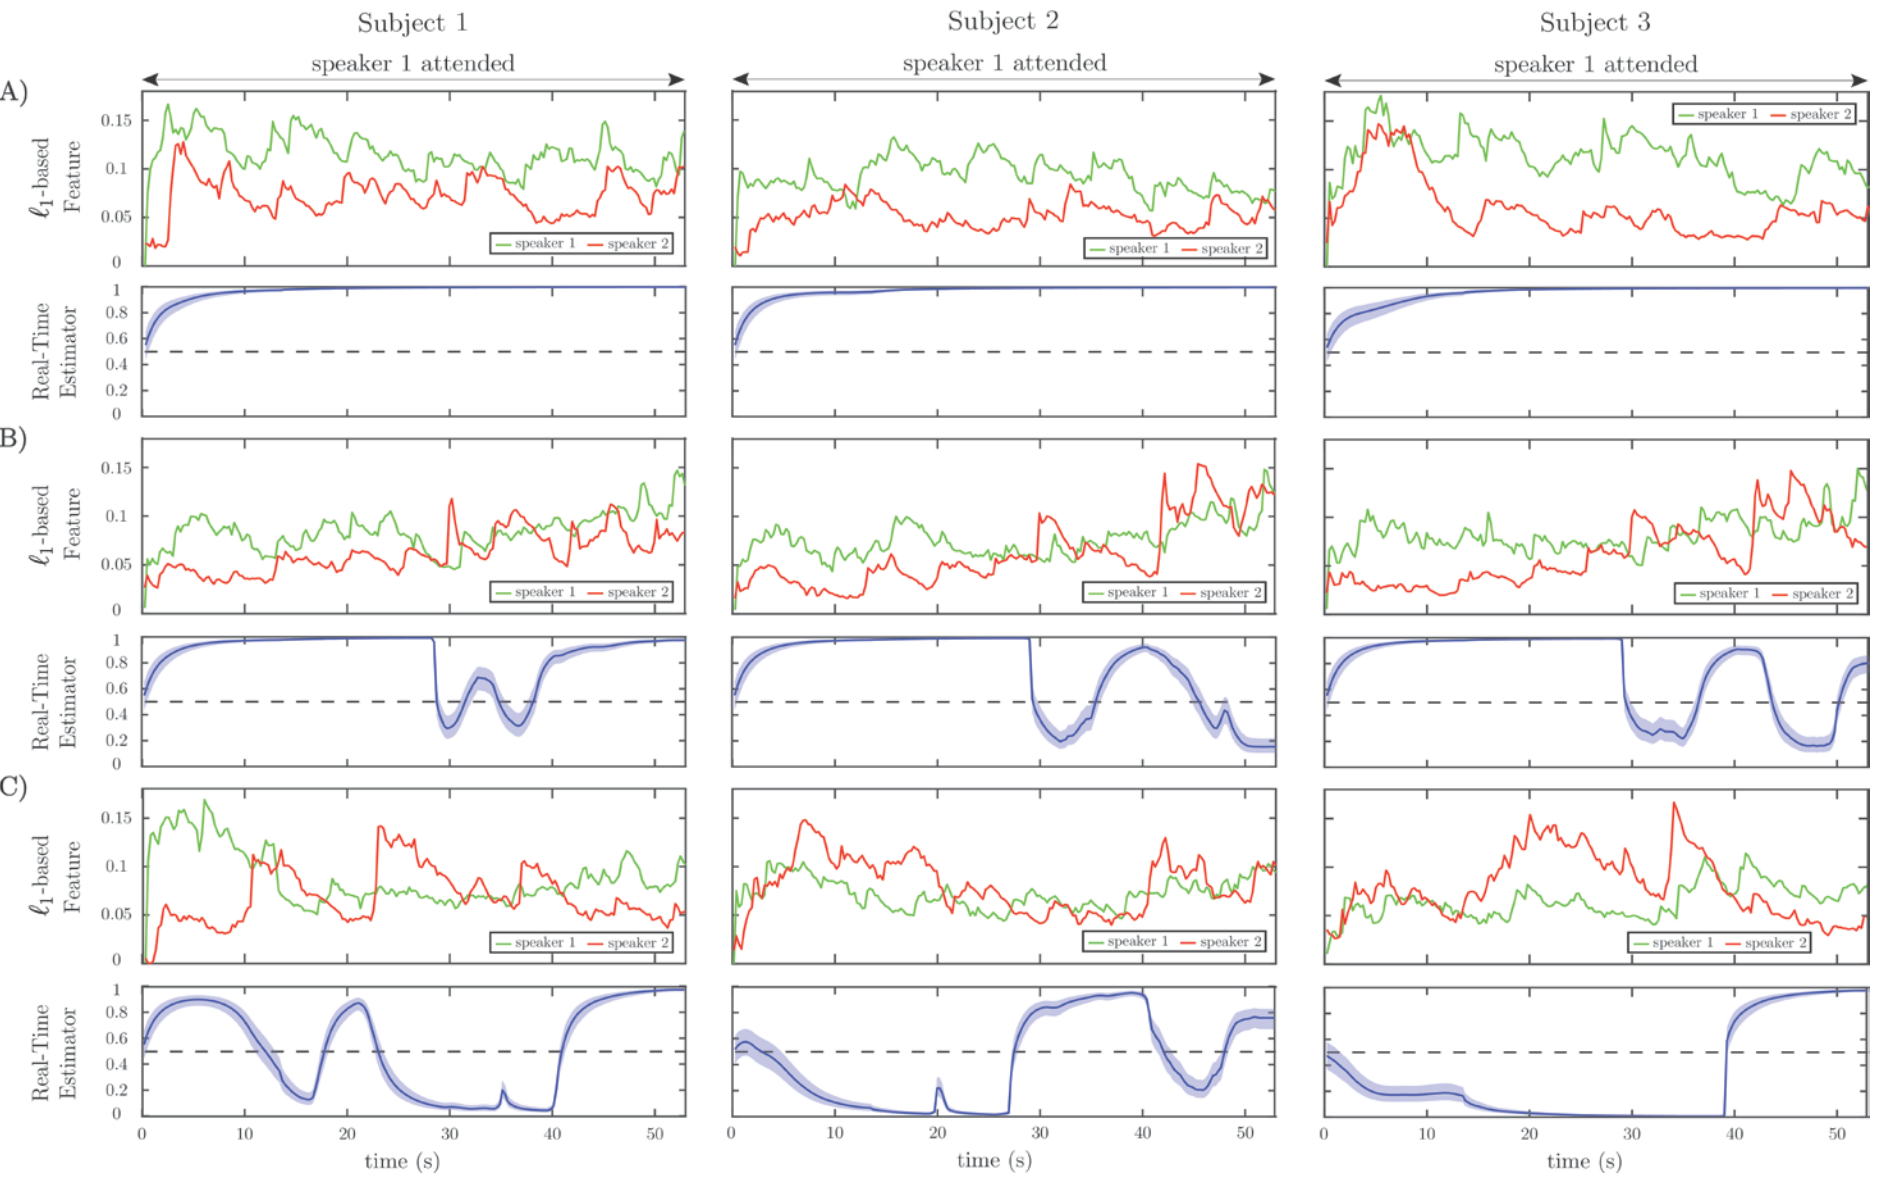 Subject 1 Subject 2 Subject 3
speaker 1 attended speaker 1 attended speaker 1 attended
A)
ℓ1-based Feature
0.15
0.1
0.05
0
speaker 1 speaker 2
speaker 1 speaker 2
speaker 1 speaker 2
Real-Time Estimator
1
0.8
0.6
0.4
0.2
0
B)
ℓ1-based Feature
0.15
0.1
0.05
0
speaker 1 speaker 2
speaker 1 speaker 2
speaker 1 speaker 2
Real-Time Estimator
1
0.8
0.6
0.4
0.2
0
C)
ℓ1-based Feature
0.15
0.1
0.05
0
speaker 1 speaker 2
speaker 1 speaker 2
speaker 1 speaker 2
Real-Time Estimator
1
0.8
0.6
0.4
0.2
0
0 10 20 30 40 50 0 10 20 30 40 50 0 10 20 30 40 50
time (s) time (s) time (s)